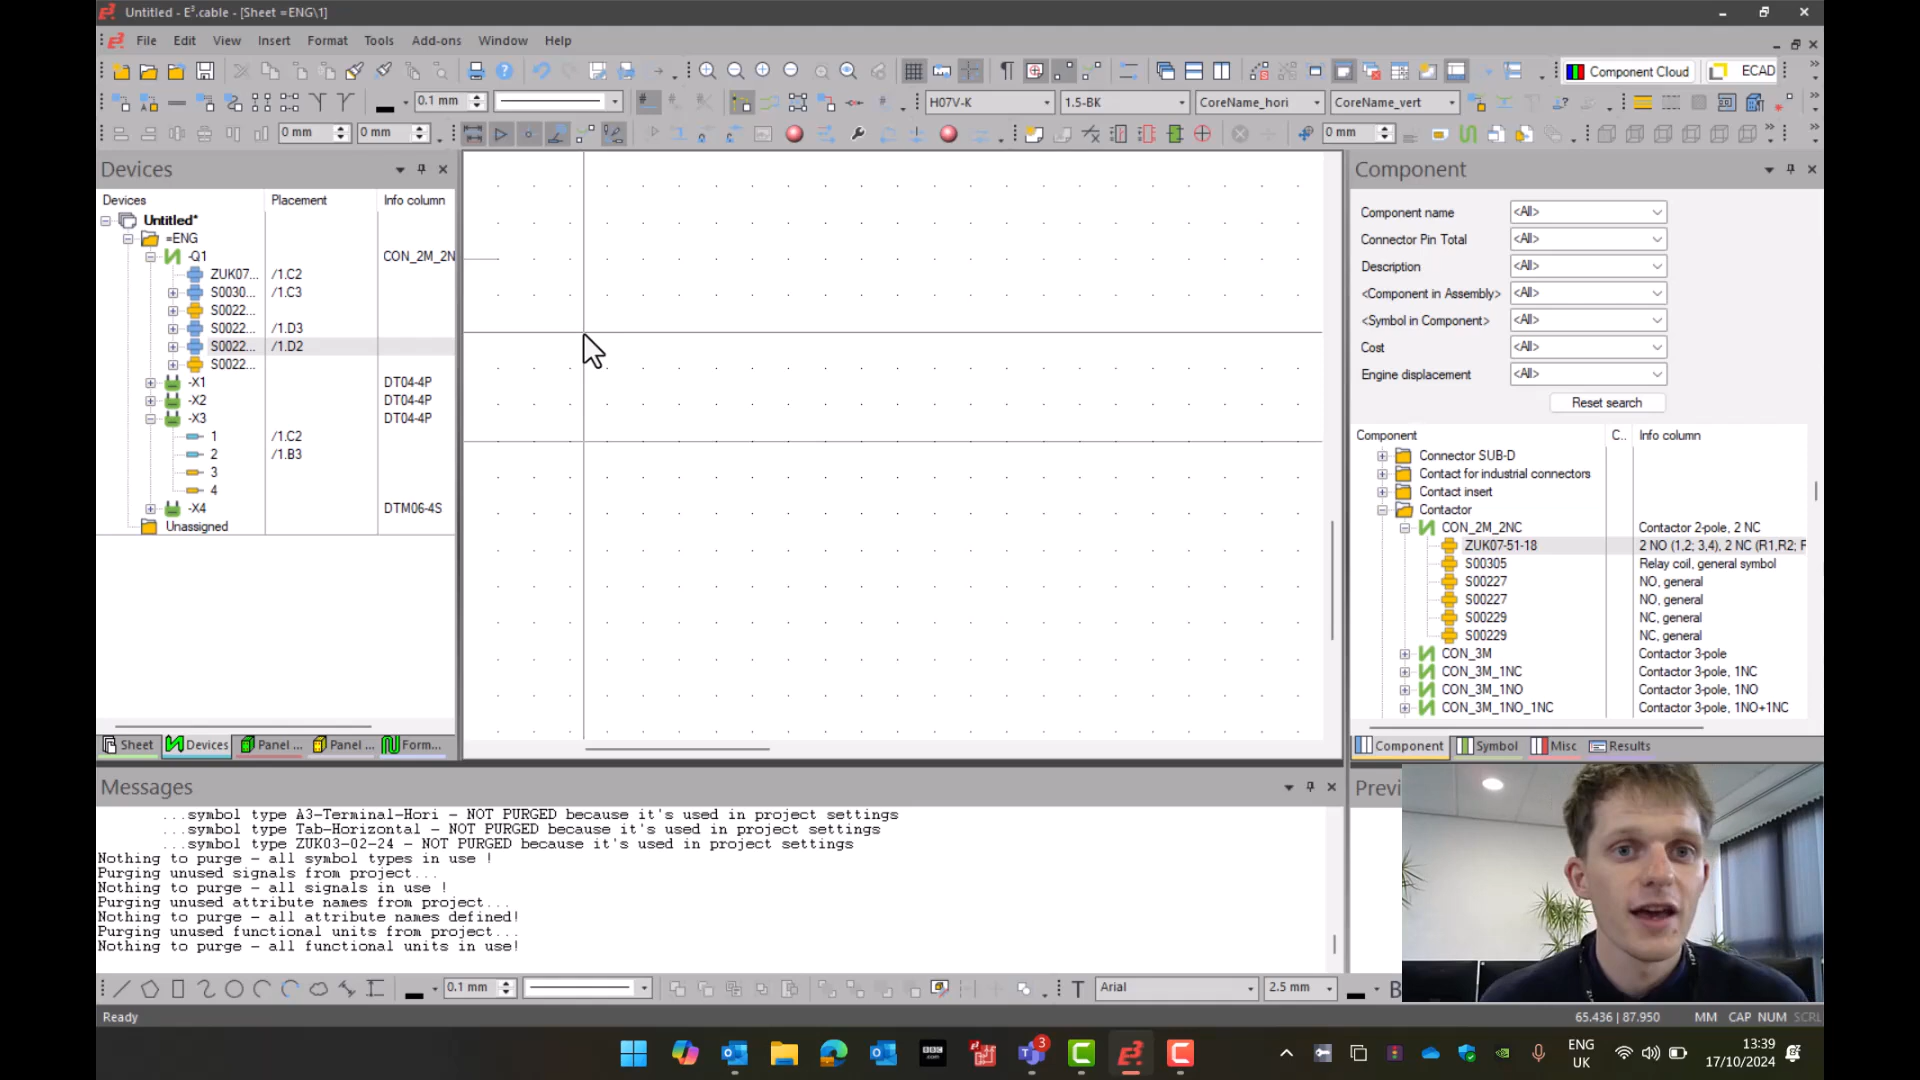 Untitled - E³.cable - [Sheet =ENG\1]
File Edit View Insert Format Tools Add-ons Window Help
Component Cloud ECAD
0.1 mm H07V-K 1.5-BK CoreName_hori CoreName_vert
0 mm 0 mm 0 mm
Devices
Devices Placement Info column
Untitled*
=ENG
-Q1 CON_2M_2N
ZUK07... /1.C2
S0030... /1.C3
S0022...
S0022... /1.D3
S0022... /1.D2
S0022...
-X1 DT04-4P
-X2 DT04-4P
-X3 DT04-4P
1 /1.C2
2 /1.B3
3
4
-X4 DTM06-4S
Unassigned
Sheet Devices Panel ... Panel ... Form...
Component
Component name <All>
Connector Pin Total <All>
Description <All>
<Component in Assembly> <All>
<Symbol in Component> <All>
Cost <All>
Engine displacement <All>
Reset search
Component C.. Info column
Connector SUB-D
Contact for industrial connectors
Contact insert
Contactor
CON_2M_2NC Contactor 2-pole, 2 NC
ZUK07-51-18 2 NO (1,2; 3,4), 2 NC (R1,R2; F
S00305 Relay coil, general symbol
S00227 NO, general
S00227 NO, general
S00229 NC, general
S00229 NC, general
CON_3M Contactor 3-pole
CON_3M_1NC Contactor 3-pole, 1NC
CON_3M_1NO Contactor 3-pole, 1NO
CON_3M_1NO_1NC Contactor 3-pole, 1NO+1NC
Component Symbol Misc Results
Messages
...symbol type A3-Terminal-Hori - NOT PURGED because it's used in project settings
...symbol type Tab-Horizontal - NOT PURGED because it's used in project settings
...symbol type ZUK03-02-24 - NOT PURGED because it's used in project settings
Nothing to purge - all symbol types in use !
Purging unused signals from project...
Nothing to purge - all signals in use !
Purging unused attribute names from project...
Nothing to purge - all attribute names defined!
Purging unused functional units from project...
Nothing to purge - all functional units in use!
Previ
0.1 mm T Arial 2.5 mm B
Ready 65.436 | 87.950 MM CAP NUM SCRL
3 ENG 13:39
UK 17/10/2024